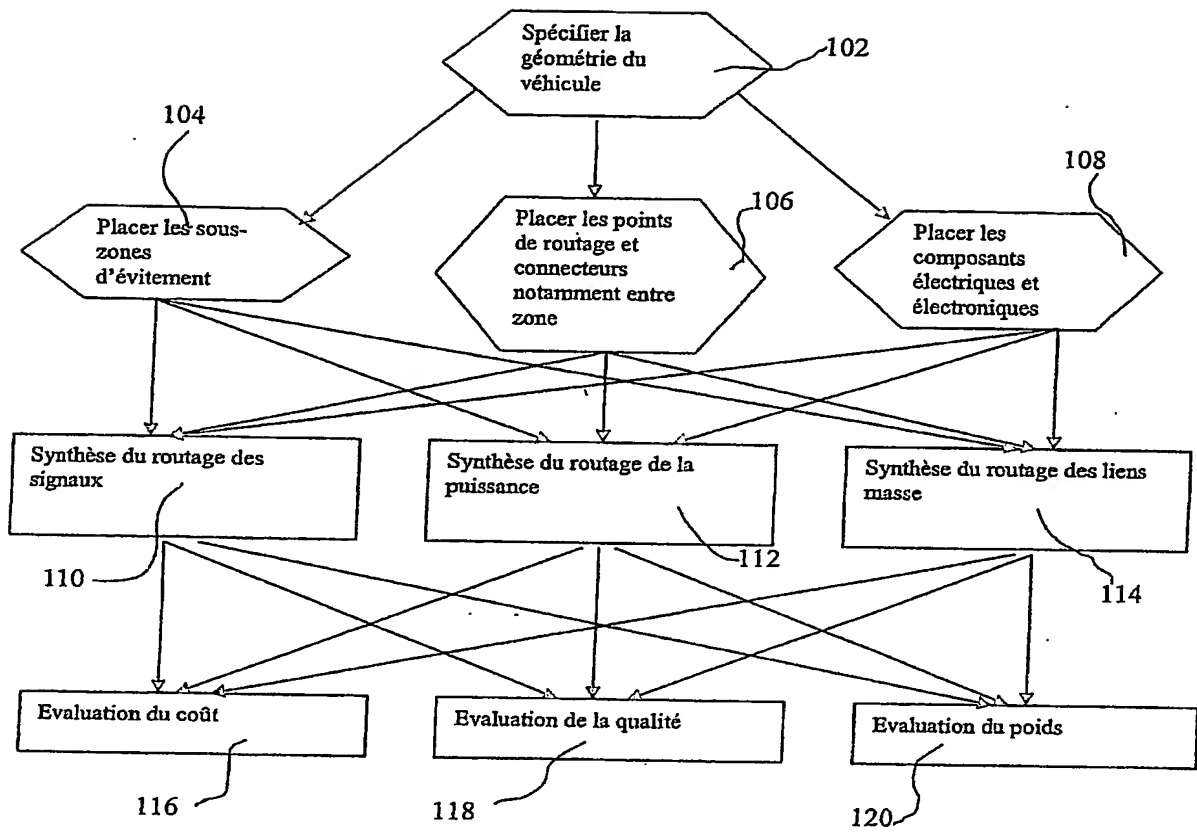 Spécifier la
géométrie du
véhicule
102
104
106
108
Placer les sous-
zones
d'évitement
Placer les points
de routage et
connecteurs
notamment entre
zone
Placer les
composants
électriques et
électroniques
Synthèse du routage des
signaux
Synthèse du routage de la
puissance
Synthèse du routage des liens
masse
110
112
114
Evaluation du coût
Evaluation de la qualité
Evaluation du poids
116
118
120